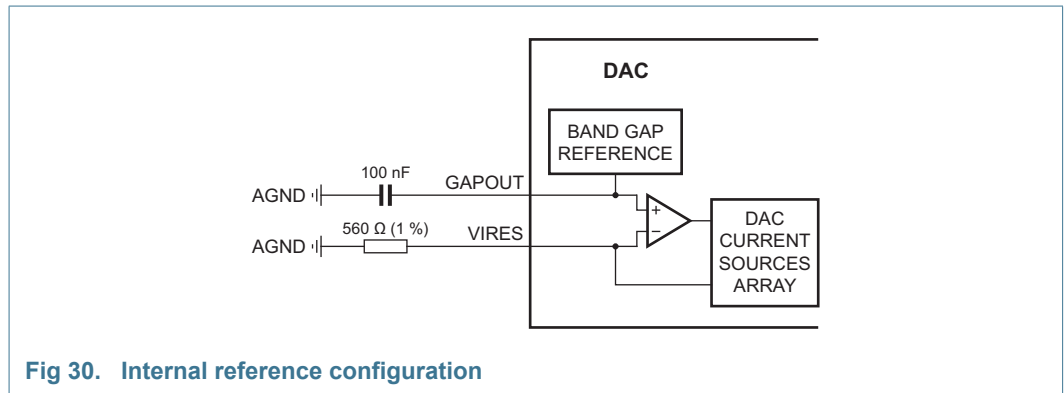 DAC
BAND GAP
REFERENCE
100 nF
GAPOUT
AGND
560 Ω (1 %)
VIRES
AGND
+
−
DAC
CURRENT
SOURCES
ARRAY
Fig 30. Internal reference configuration